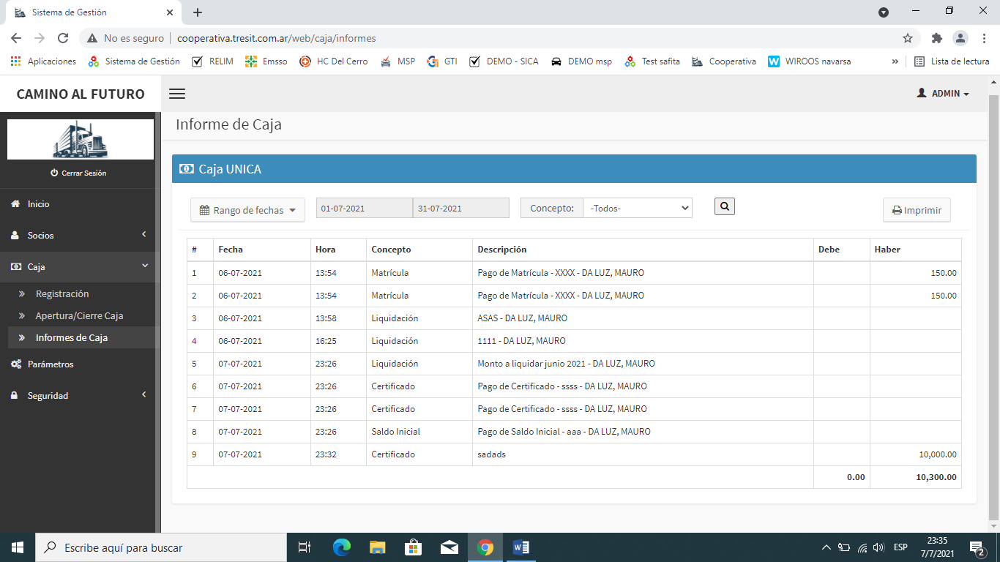 Sistema de Gestión
No es seguro cooperativa.tresit.com.ar/web/caja/informes
Aplicaciones Sistema de Gestión RELIM Emsso HC Del Cerro MSP GTI DEMO - SICA DEMO msp Test safita Cooperativa WIROOS navarsa » Lista de lectura
CAMINO AL FUTURO ADMIN
Informe de Caja
Cerrar Sesión
Inicio
Socios
Caja
» Registración
» Apertura/Cierre Caja
» Informes de Caja
Parámetros
Seguridad
Caja UNICA
Rango de fechas 01-07-2021 31-07-2021 Concepto: -Todos- Imprimir
# Fecha Hora Concepto Descripción Debe Haber
1 06-07-2021 13:54 Matrícula Pago de Matrícula - XXXX - DA LUZ, MAURO 150.00
2 06-07-2021 13:54 Matrícula Pago de Matrícula - XXXX - DA LUZ, MAURO 150.00
3 06-07-2021 13:58 Liquidación ASAS - DA LUZ, MAURO
4 06-07-2021 16:25 Liquidación 1111 - DA LUZ, MAURO
5 07-07-2021 23:26 Liquidación Monto a liquidar junio 2021 - DA LUZ, MAURO
6 07-07-2021 23:26 Certificado Pago de Certificado - ssss - DA LUZ, MAURO
7 07-07-2021 23:26 Certificado Pago de Certificado - ssss - DA LUZ, MAURO
8 07-07-2021 23:26 Saldo Inicial Pago de Saldo Inicial - aaa - DA LUZ, MAURO
9 07-07-2021 23:32 Certificado sadads 10,000.00
0.00 10,300.00
Escribe aquí para buscar
ESP
23:35
7/7/2021
2